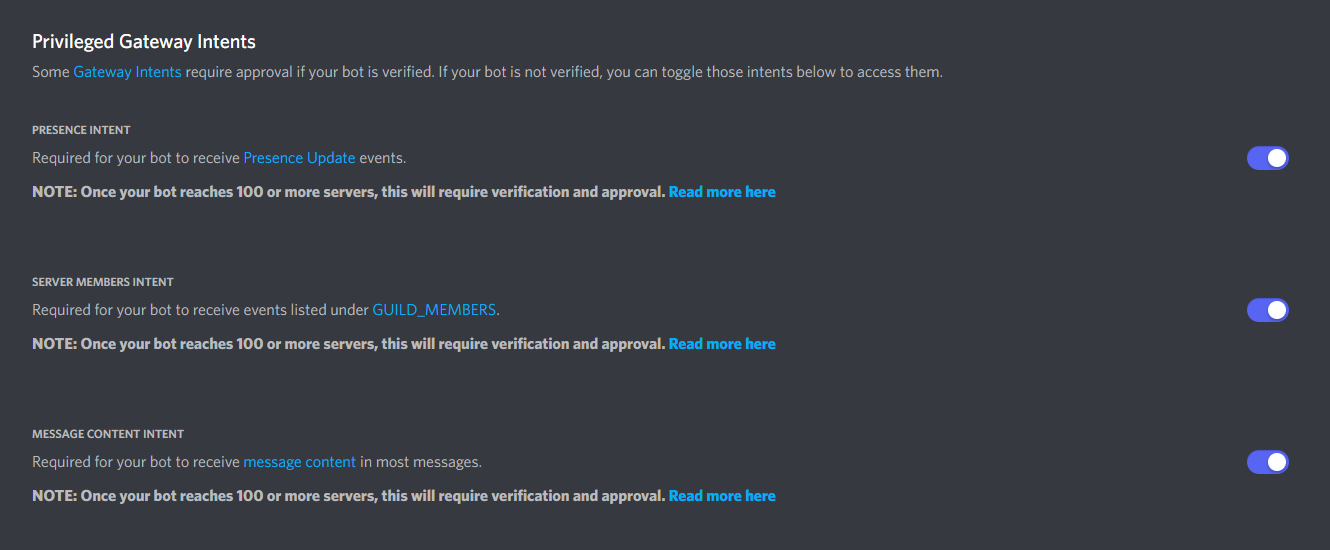 Privileged Gateway Intents
Some Gateway Intents require approval if your bot is verified. If your bot is not verified, you can toggle those intents below to access them.
PRESENCE INTENT
Required for your bot to receive Presence Update events.
NOTE: Once your bot reaches 100 or more servers, this will require verification and approval. Read more here
SERVER MEMBERS INTENT
Required for your bot to receive events listed under GUILD_MEMBERS.
NOTE: Once your bot reaches 100 or more servers, this will require verification and approval. Read more here
MESSAGE CONTENT INTENT
Required for your bot to receive message content in most messages.
NOTE: Once your bot reaches 100 or more servers, this will require verification and approval. Read more here